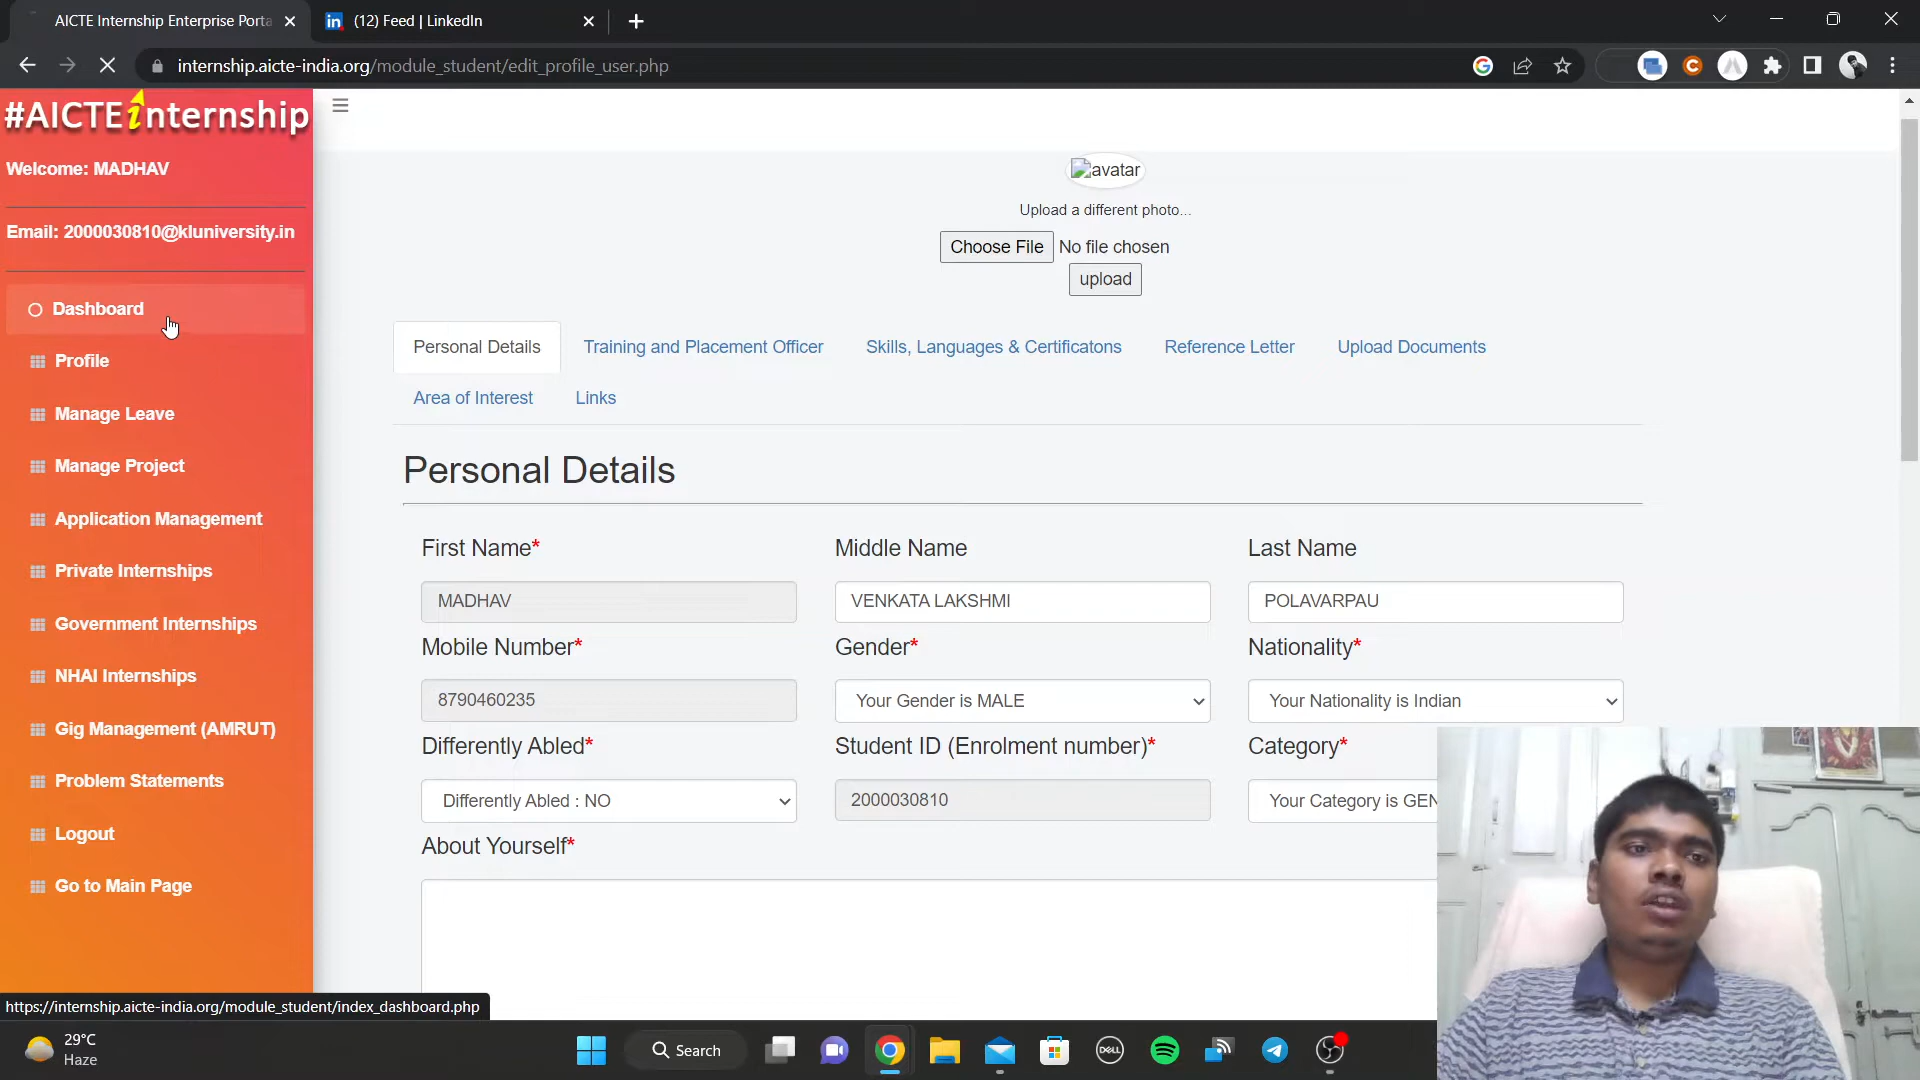 AICTE Internship Enterprise Porta
(12) Feed | LinkedIn
internship.aicte-india.org/module_student/edit_profile_user.php
#AICTE internship
Welcome: MADHAV
Email: 2000030810@kluniversity.in
Dashboard
Profile
Manage Leave
Manage Project
Application Management
Private Internships
Government Internships
NHAI Internships
Gig Management (AMRUT)
Problem Statements
Logout
Go to Main Page
https://internship.aicte-india.org/module_student/index_dashboard.php
avatar
Upload a different photo...
Choose File No file chosen
upload
Personal Details Training and Placement Officer Skills, Languages & Certificatons Reference Letter Upload Documents
Area of Interest Links
Personal Details
First Name* Middle Name Last Name
MADHAV VENKATA LAKSHMI POLAVARPAU
Mobile Number* Gender* Nationality*
8790460235 Your Gender is MALE Your Nationality is Indian
Differently Abled* Student ID (Enrolment number)* Category*
Differently Abled : NO 2000030810 Your Category is GEN
About Yourself*
29°C
Haze
Search
DELL